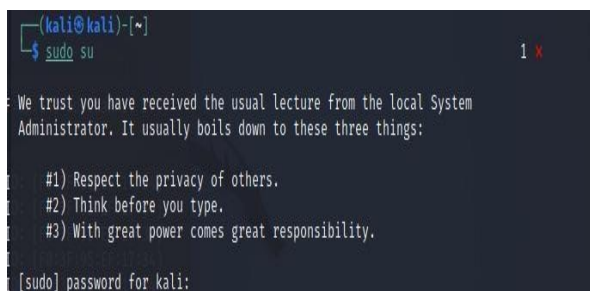 (kali㉿kali)-[~]
$ sudo su
1 ⨯
We trust you have received the usual lecture from the local System
Administrator. It usually boils down to these three things:
#1) Respect the privacy of others.
#2) Think before you type.
#3) With great power comes great responsibility.
[sudo] password for kali: